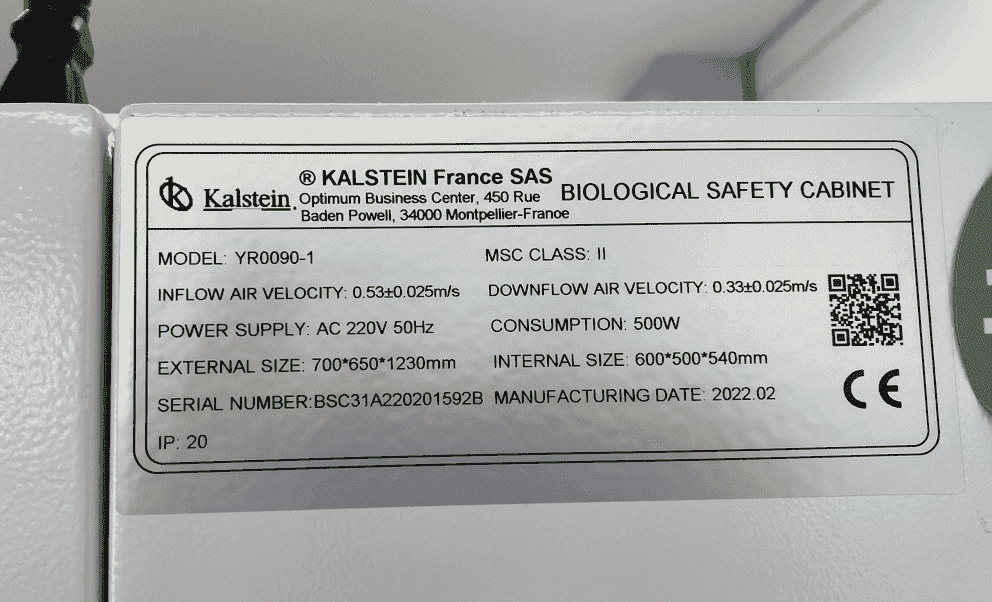 Kalstein.
® KALSTEIN France SAS
Optimum Business Center, 450 Rue
Baden Powell, 34000 Montpellier-France
BIOLOGICAL SAFETY CABINET
MODEL: YR0090-1
MSC CLASS: II
INFLOW AIR VELOCITY: 0.53±0.025m/s
DOWNFLOW AIR VELOCITY: 0.33±0.025m/s
POWER SUPPLY: AC 220V 50Hz
CONSUMPTION: 500W
EXTERNAL SIZE: 700*650*1230mm
INTERNAL SIZE: 600*500*540mm
SERIAL NUMBER:BSC31A220201592B
MANUFACTURING DATE: 2022.02
CE
IP: 20